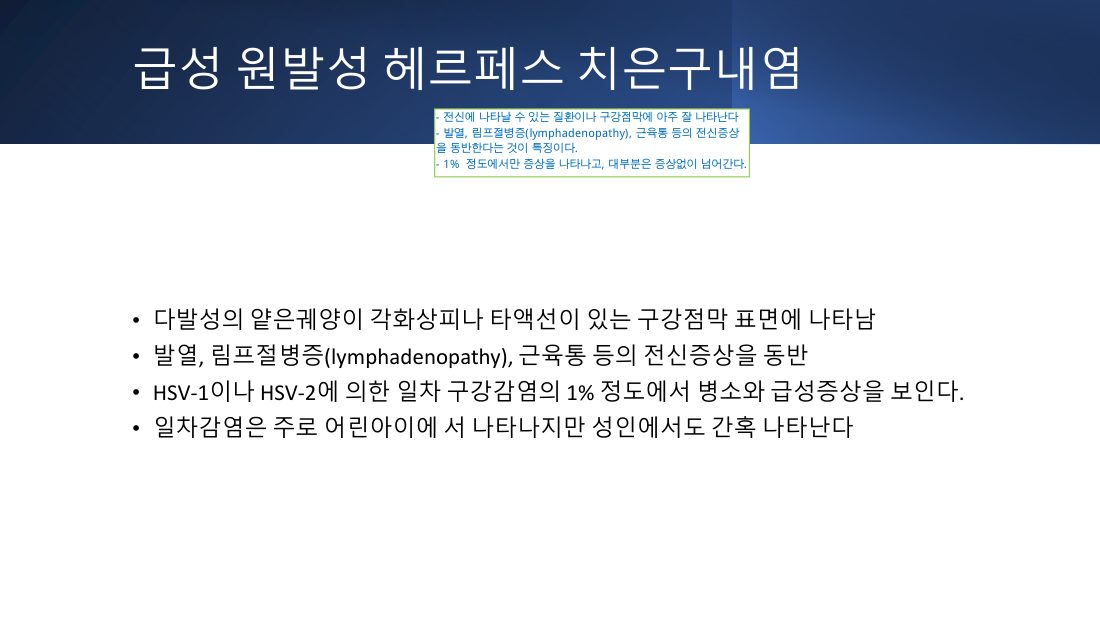 급성 원발성 헤르페스 치은구내염
- 전신에 나타날 수 있는 질환이나 구강점막에 아주 잘 나타난다
- 발열, 림프절병증(lymphadenopathy), 근육통 등의 전신증상
을 동반한다는 것이 특징이다.
- 1%  정도에서만 증상을 나타나고, 대부분은 증상없이 넘어간다.
• 다발성의 얕은궤양이 각화상피나 타액선이 있는 구강점막 표면에 나타남
• 발열, 림프절병증(lymphadenopathy), 근육통 등의 전신증상을 동반
• HSV-1이나 HSV-2에 의한 일차 구강감염의 1% 정도에서 병소와 급성증상을 보인다.
• 일차감염은 주로 어린아이에 서 나타나지만 성인에서도 간혹 나타난다